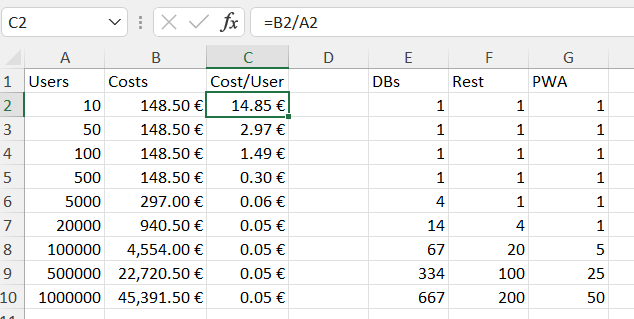 C2 fx =B2/A2
A B C D E F G
1 Users Costs Cost/User DBs Rest PWA
2 10 148.50 € 14.85 € 1 1 1
3 50 148.50 € 2.97 € 1 1 1
4 100 148.50 € 1.49 € 1 1 1
5 500 148.50 € 0.30 € 1 1 1
6 5000 297.00 € 0.06 € 4 1 1
7 20000 940.50 € 0.05 € 14 4 1
8 100000 4,554.00 € 0.05 € 67 20 5
9 500000 22,720.50 € 0.05 € 334 100 25
10 1000000 45,391.50 € 0.05 € 667 200 50
11